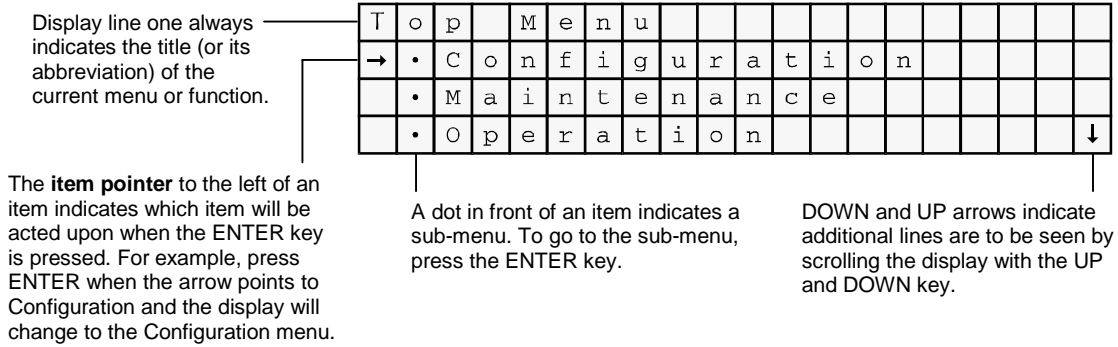 Display line one always
indicates the title (or its
abbreviation) of the
current menu or function.
Top Menu
→ • Configuration
• Maintenance
• Operation ↓
The item pointer to the left of an
item indicates which item will be
acted upon when the ENTER key
is pressed. For example, press
ENTER when the arrow points to
Configuration and the display will
change to the Configuration menu.
A dot in front of an item indicates a
sub-menu. To go to the sub-menu,
press the ENTER key.
DOWN and UP arrows indicate
additional lines are to be seen by
scrolling the display with the UP
and DOWN key.